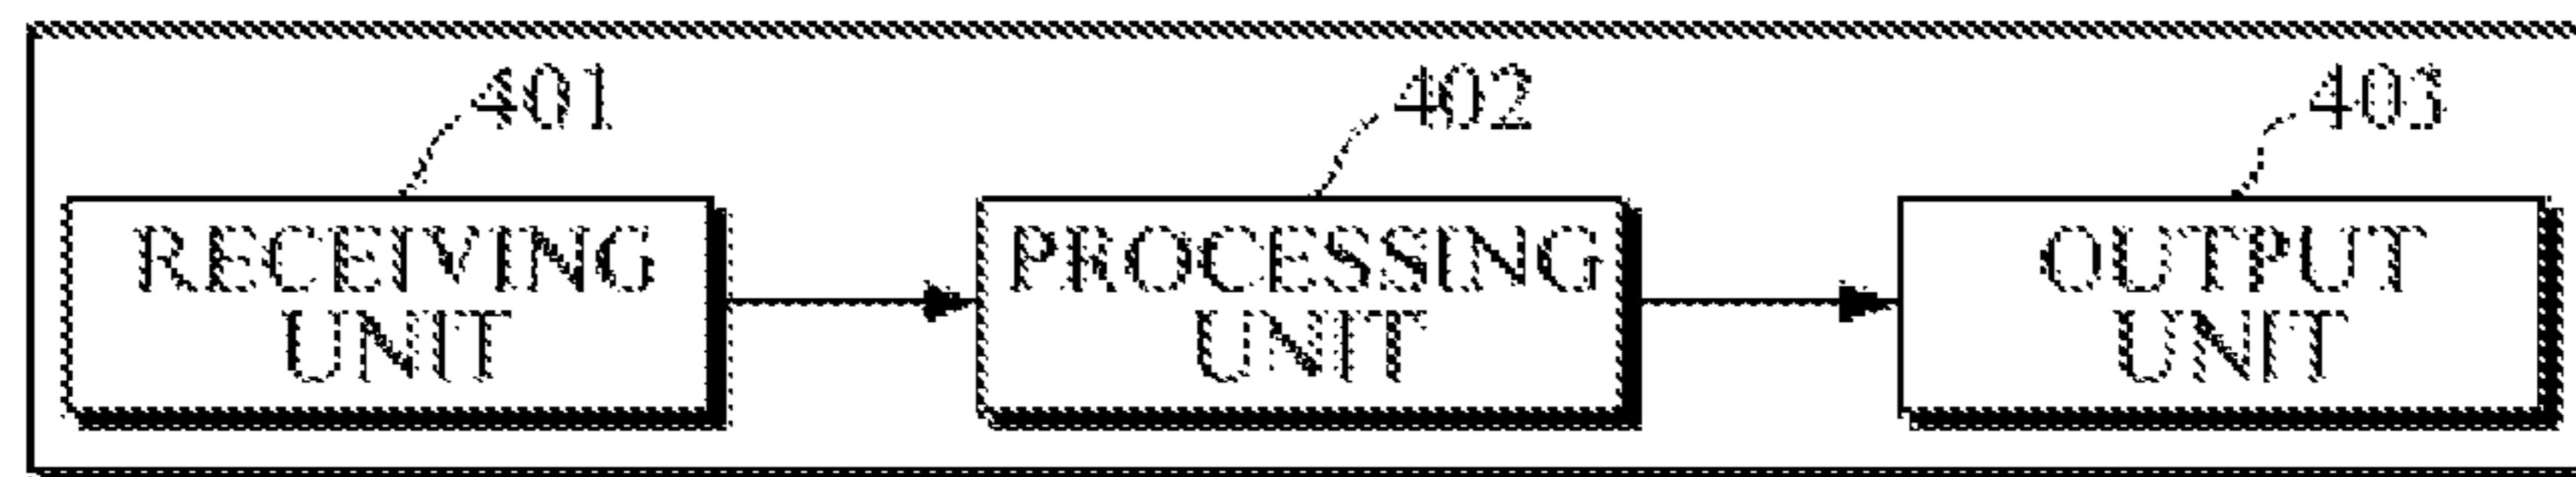 401
402
403
RECEIVING
UNIT
PROCESSING
UNIT
OUTPUT
UNIT